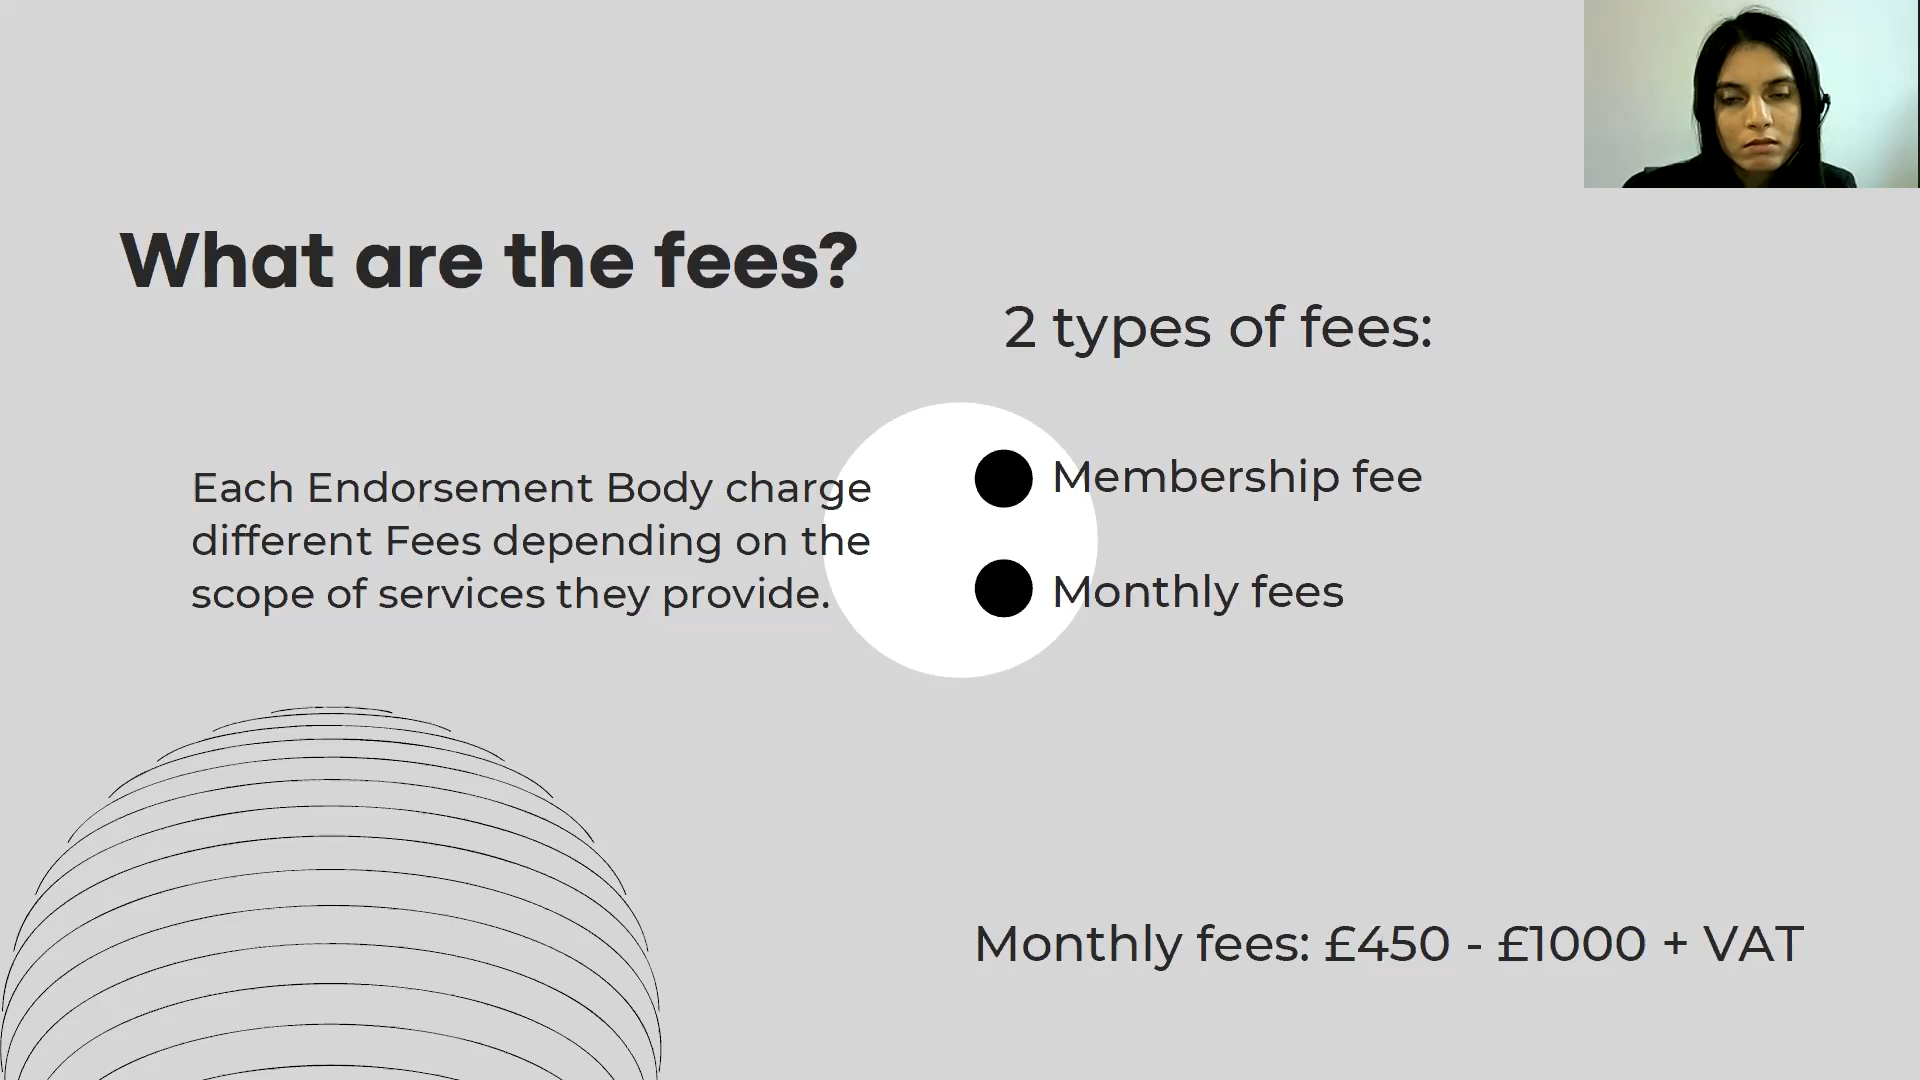 What are the fees?
Each Endorsement Body charge
different Fees depending on the
scope of services they provide.
2 types of fees:
Membership fee
Monthly fees
Monthly fees: £450 - £1000 + VAT